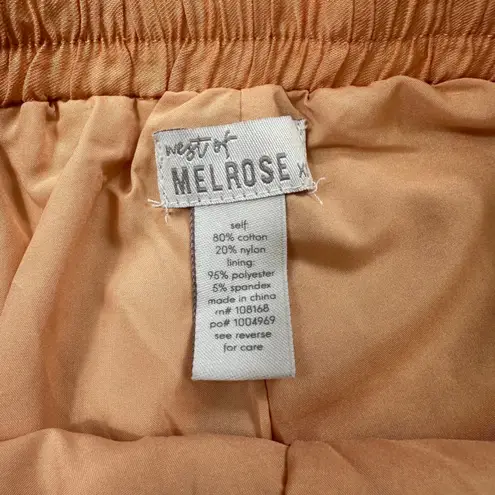 west of
MELROSE X
self:
80% cotton
20% nylon
lining:
95% polyester
5% spandex
made in china
rn# 108168
po# 1004969
see reverse
for care